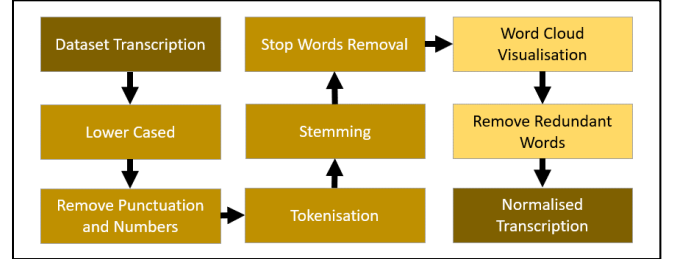 Dataset Transcription
Lower Cased
Remove Punctuation
and Numbers
Tokenisation
Stemming
Stop Words Removal
Word Cloud
Visualisation
Remove Redundant
Words
Normalised
Transcription